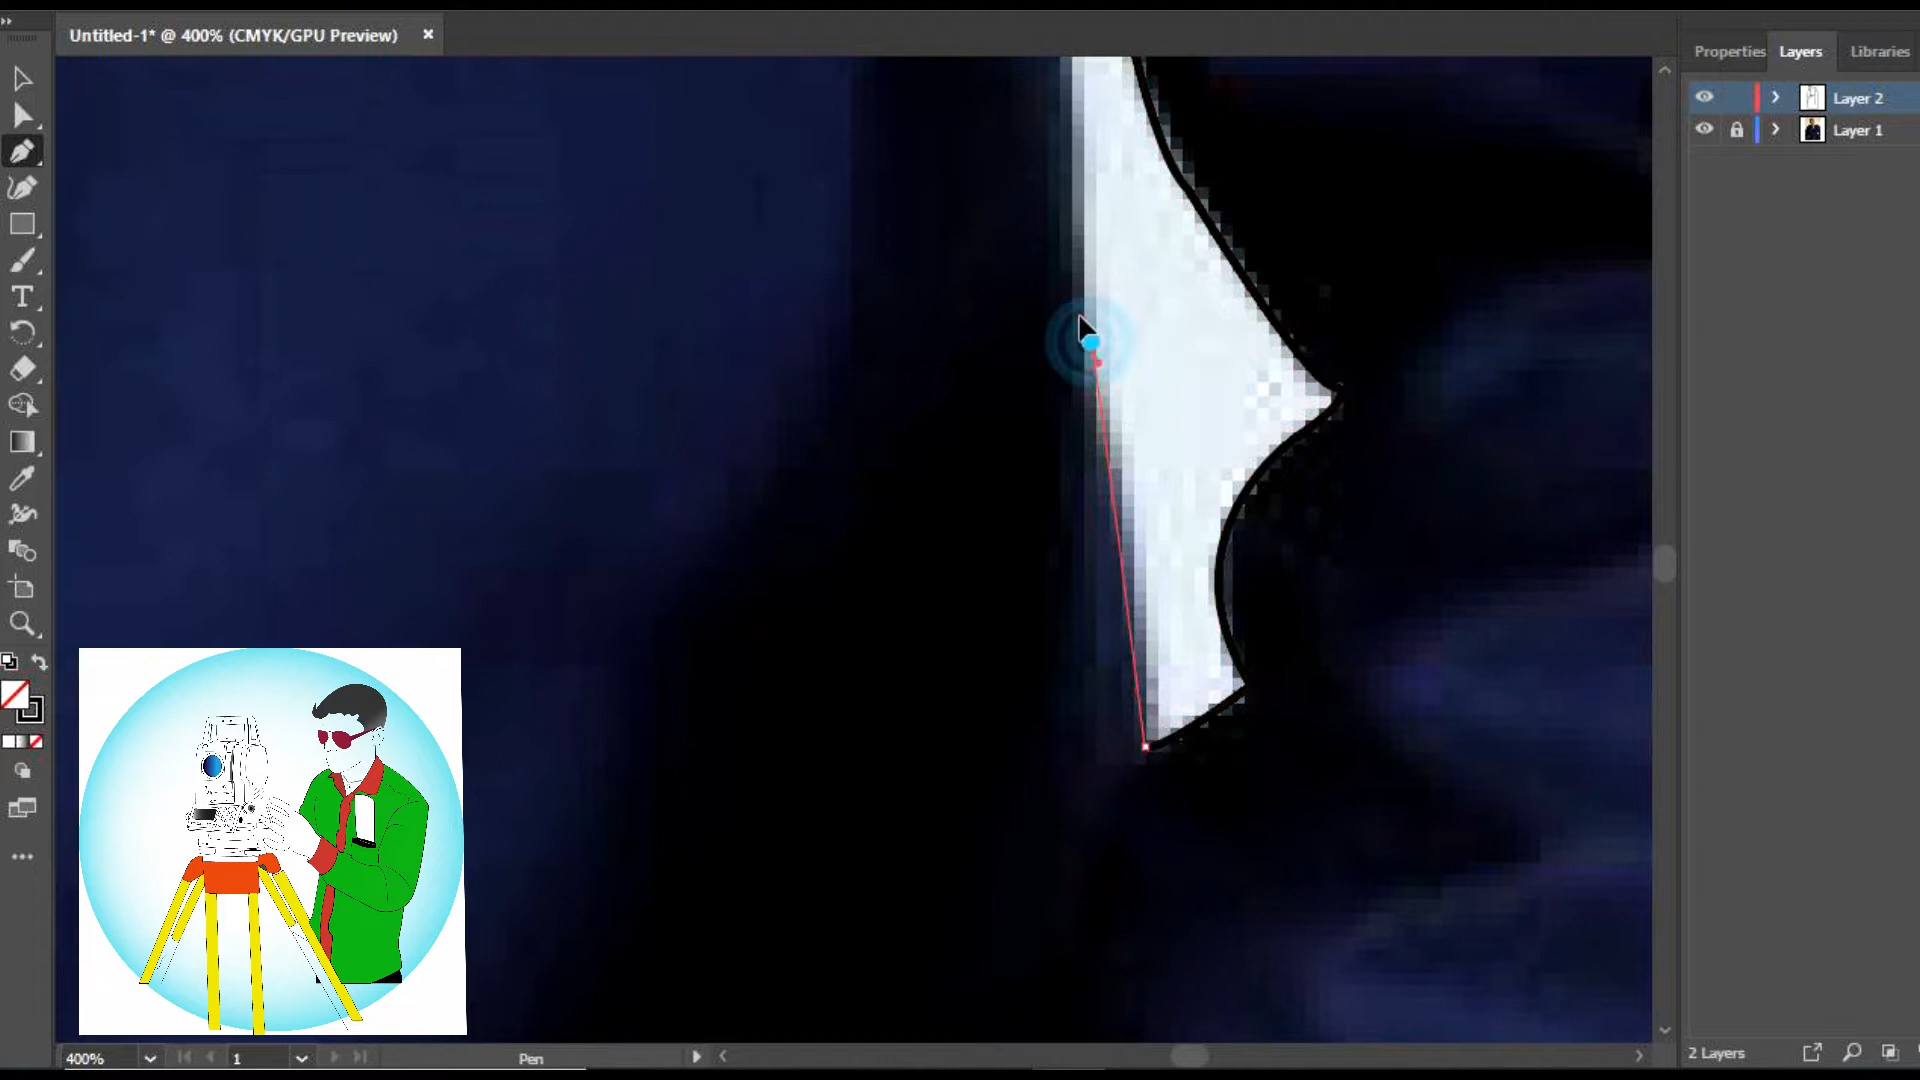 Untitled-1* @ 400% (CMYK/GPU Preview) ×
Properties Layers Libraries
Layer 2
Layer 1
400% 1 Pen
2 Layers